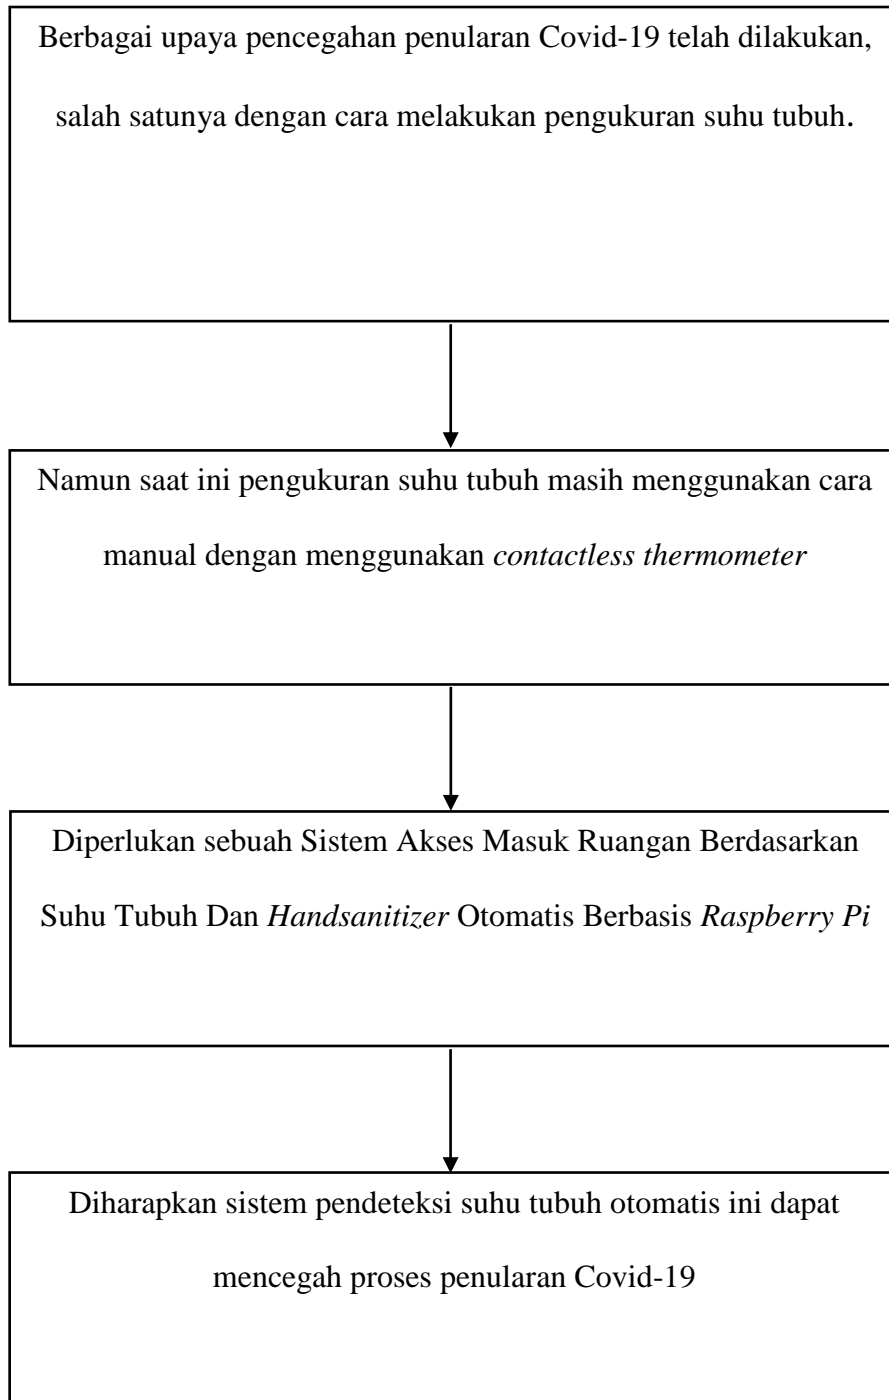 Berbagai upaya pencegahan penularan Covid-19 telah dilakukan,
salah satunya dengan cara melakukan pengukuran suhu tubuh.
Namun saat ini pengukuran suhu tubuh masih menggunakan cara
manual dengan menggunakan contactless thermometer
Diperlukan sebuah Sistem Akses Masuk Ruangan Berdasarkan
Suhu Tubuh Dan Handsanitizer Otomatis Berbasis Raspberry Pi
Diharapkan sistem pendeteksi suhu tubuh otomatis ini dapat
mencegah proses penularan Covid-19